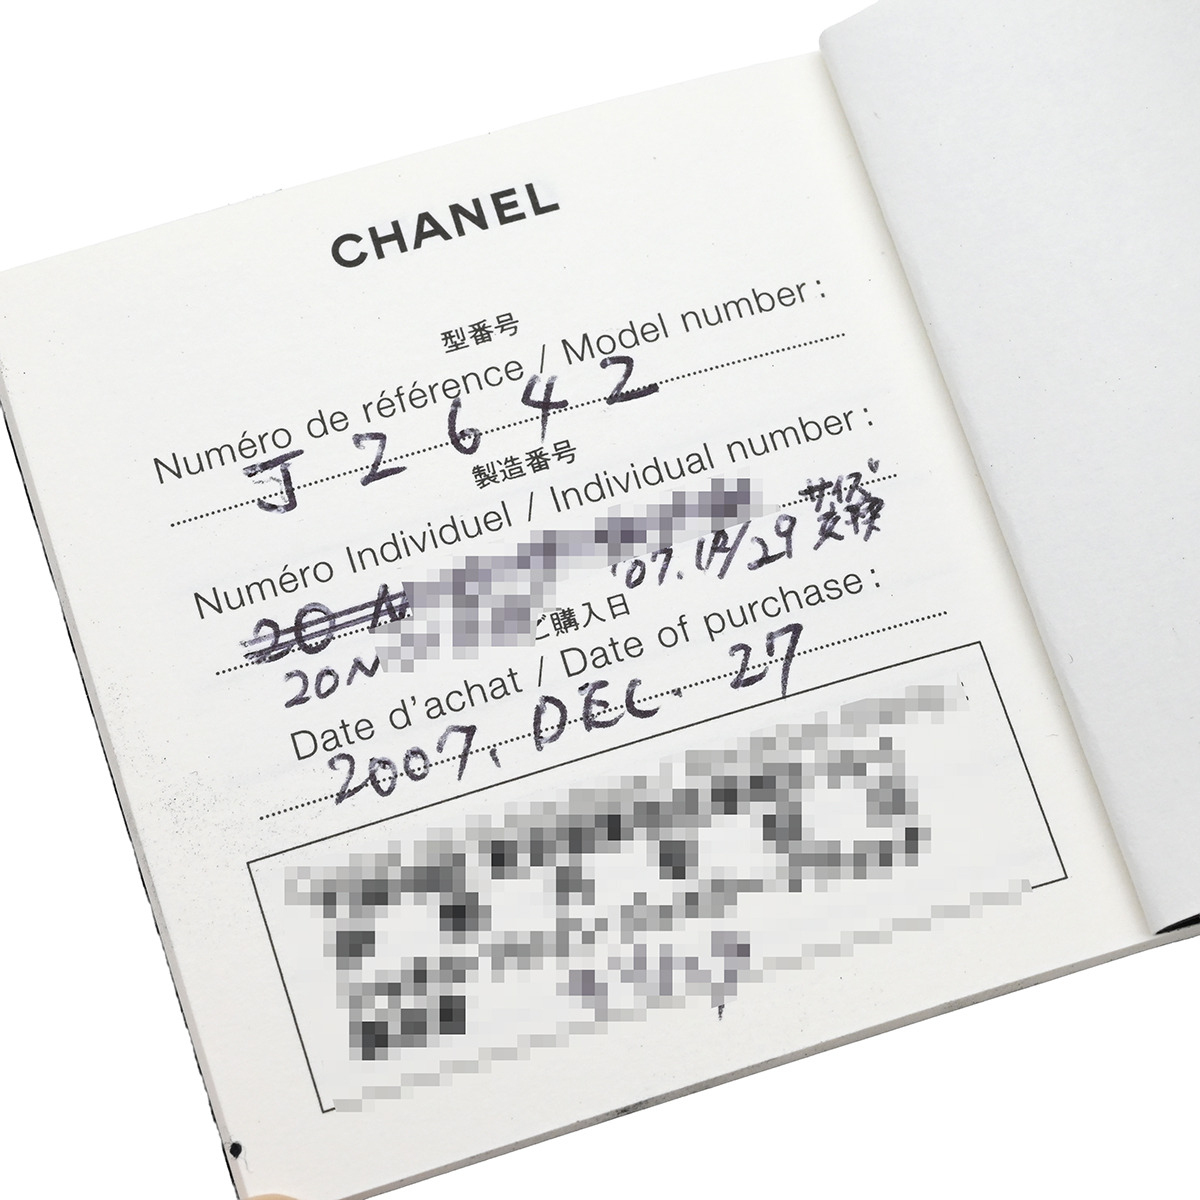 CHANEL
型番号
Numéro de référence / Model number :
J2642
製造番号
Numéro Individuel / Individual number :
20
'07. 12/29 サイズ
交換
20
ご購入日
Date d'achat / Date of purchase :
2007, DEC. 27